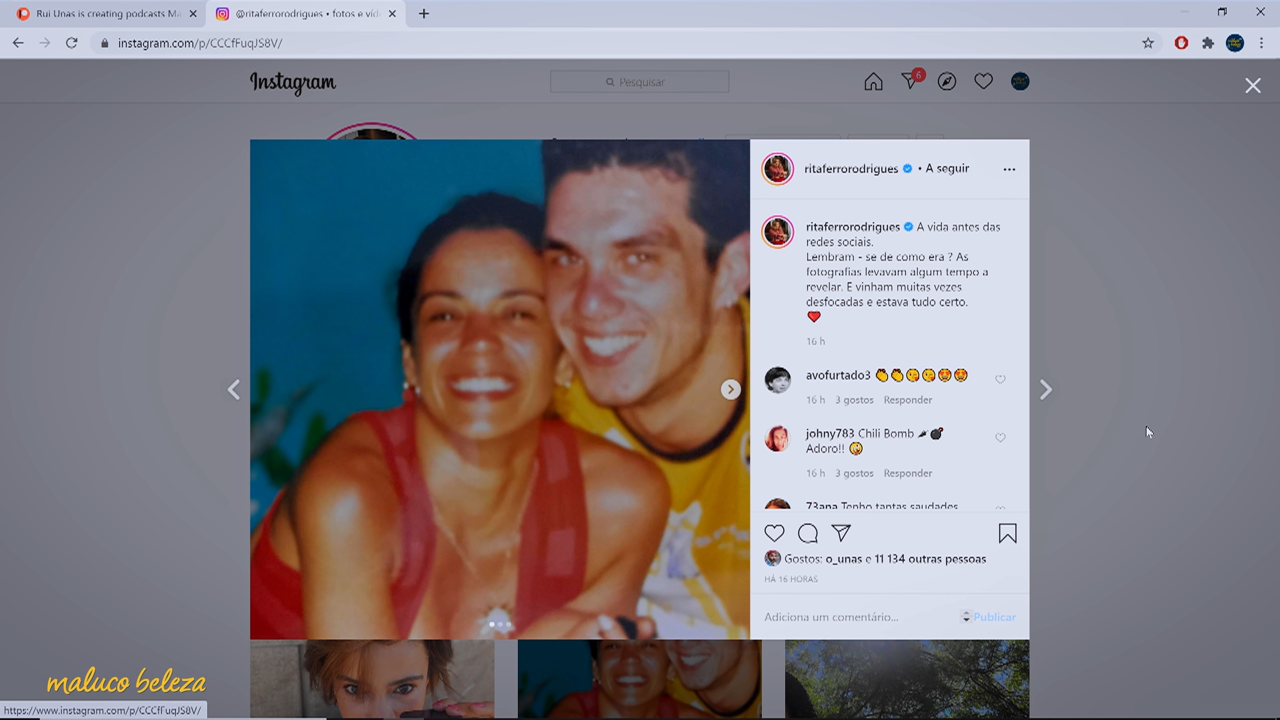 Rui Unas is creating podcasts Ma
@ritaferrorodrigues • fotos e víd
instagram.com/p/CCCfFuqJS8V/
Instagram
Pesquisar
6
ritaferrorodrigues • A seguir
ritaferrorodrigues A vida antes das
redes sociais.
Lembram - se de como era ? As
fotografias levavam algum tempo a
revelar. E vinham muitas vezes
desfocadas e estava tudo certo.
16 h
avofurtado3
16 h 3 gostos Responder
johny783 Chili Bomb
Adoro!!
16 h 3 gostos Responder
73ana Tenho tantas saudades
Gostos: o_unas e 11 134 outras pessoas
HÁ 16 HORAS
Adiciona um comentário... Publicar
maluco beleza
https://www.instagram.com/p/CCCfFuqJS8V/